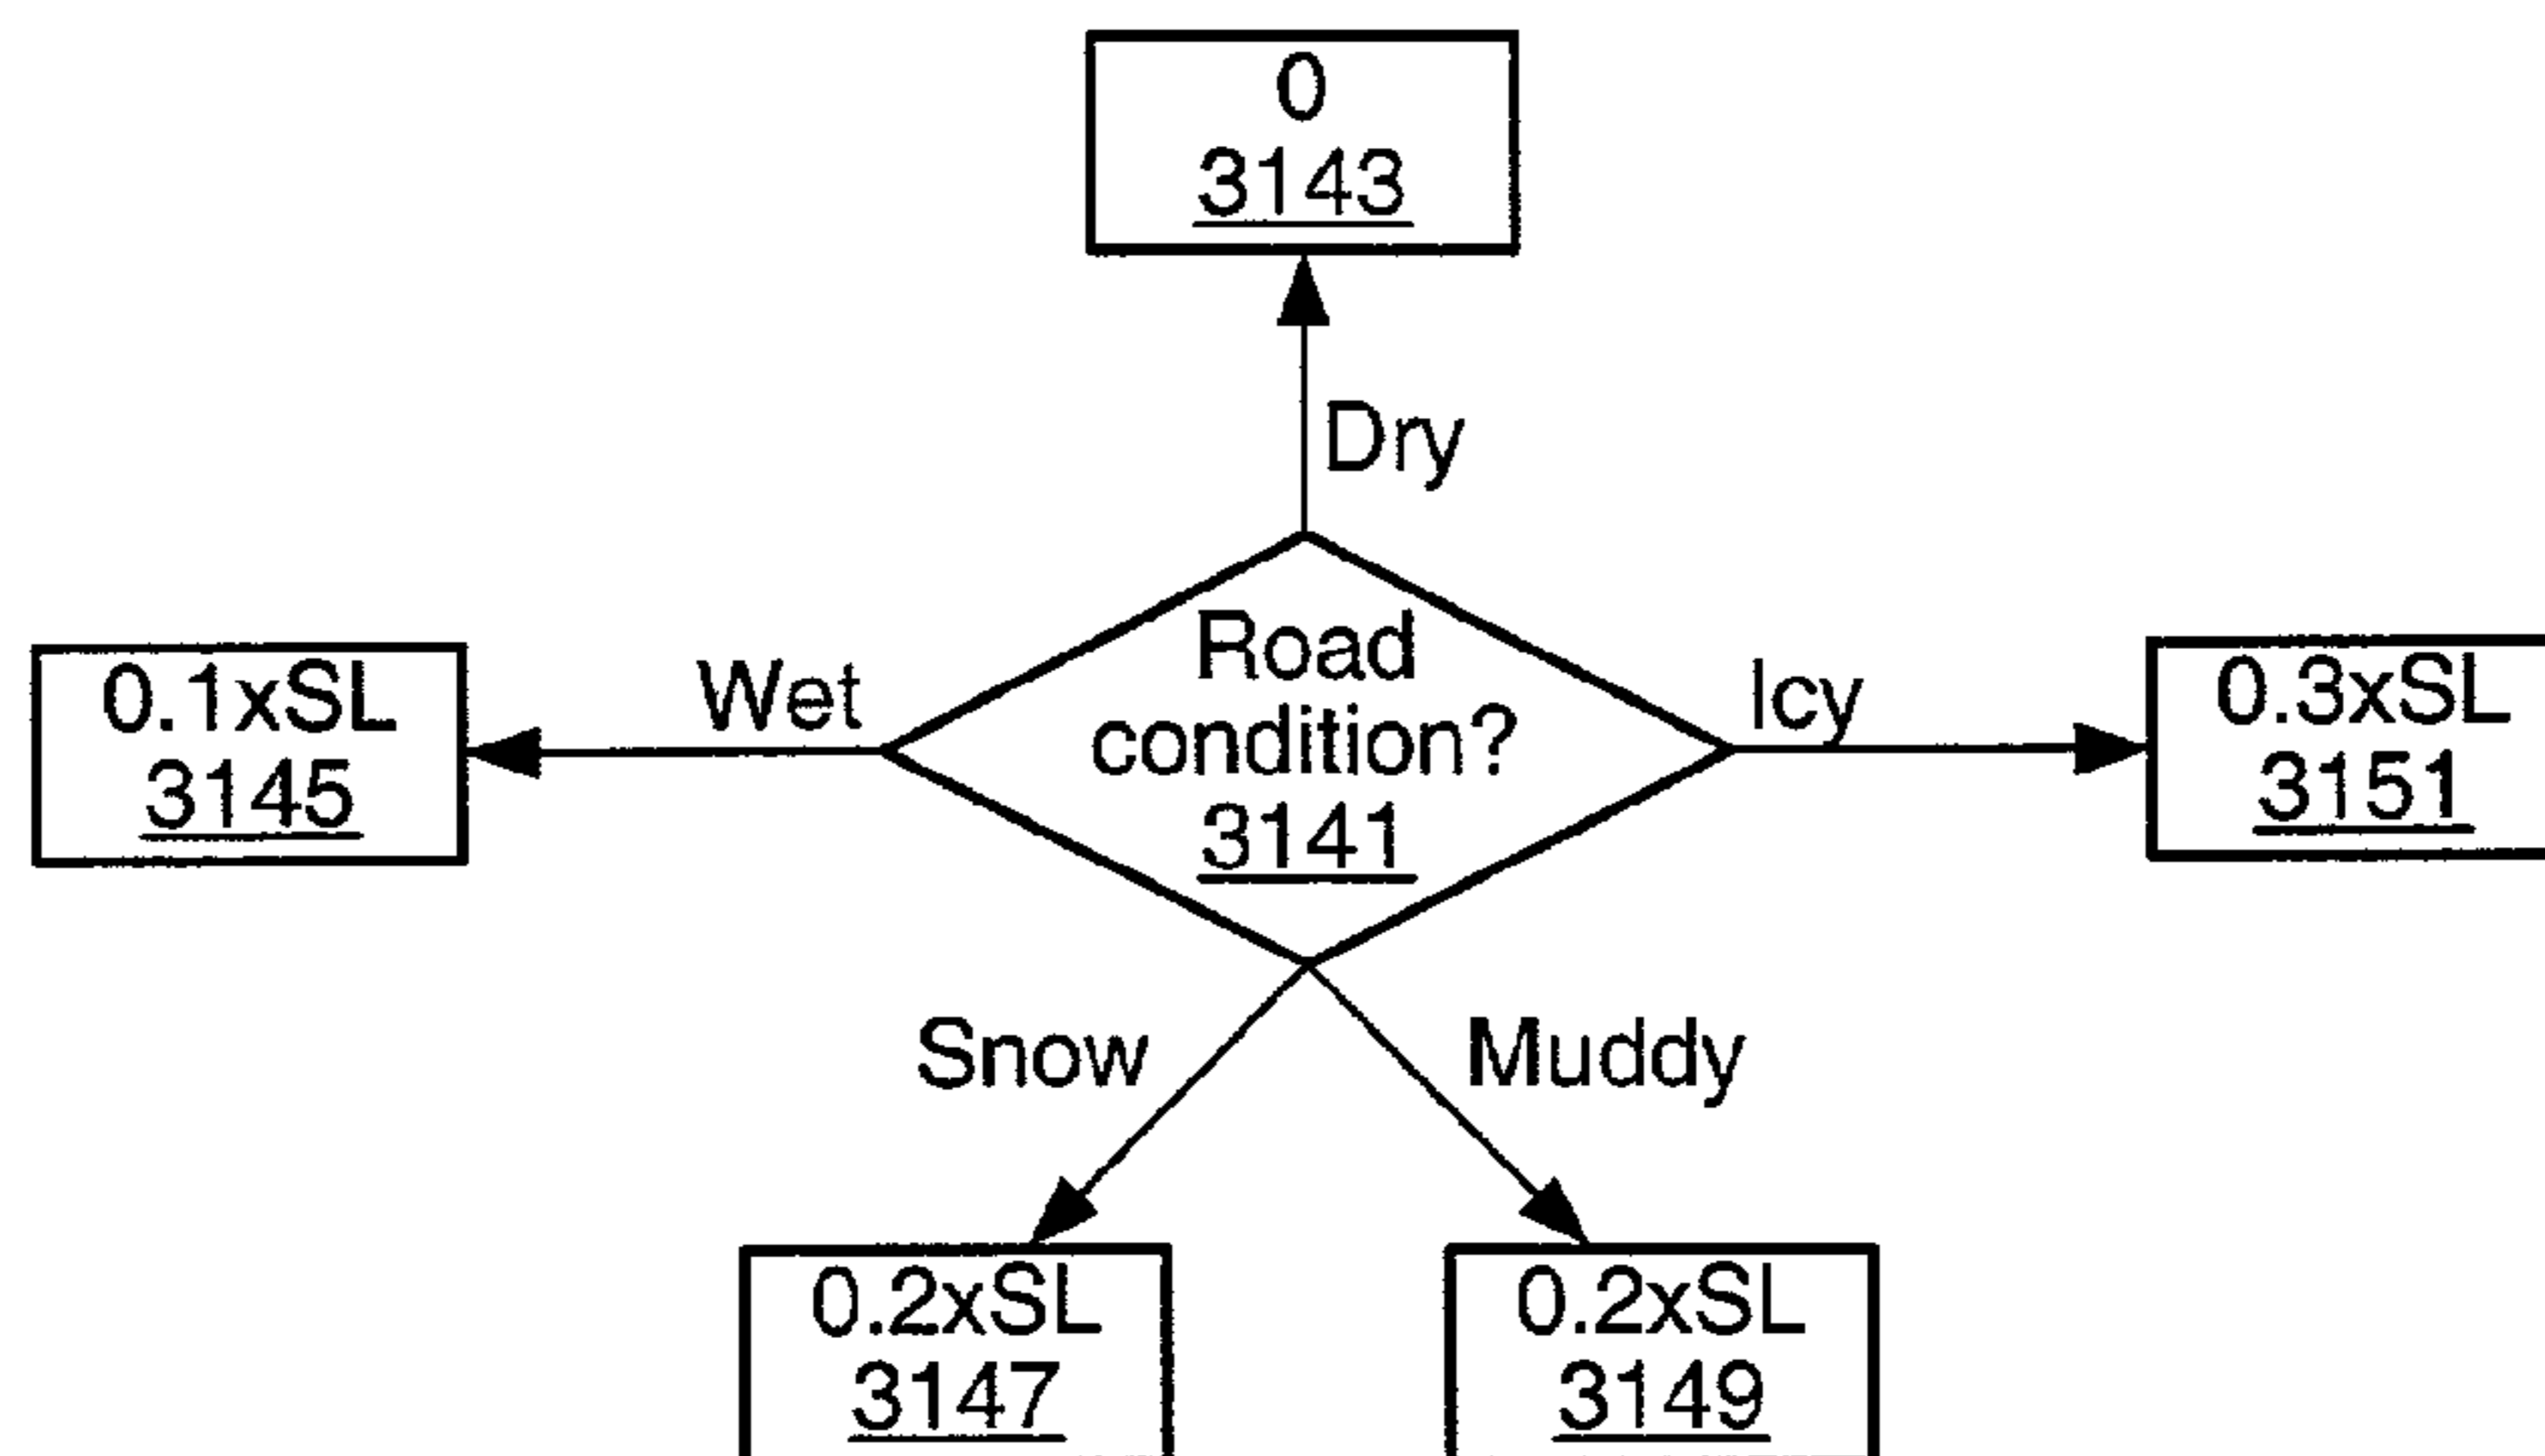 0
3143
Dry
Road
condition?
3141
Wet
0.1xSL
3145
Icy
0.3xSL
3151
Snow
Muddy
0.2xSL
3147
0.2xSL
3149